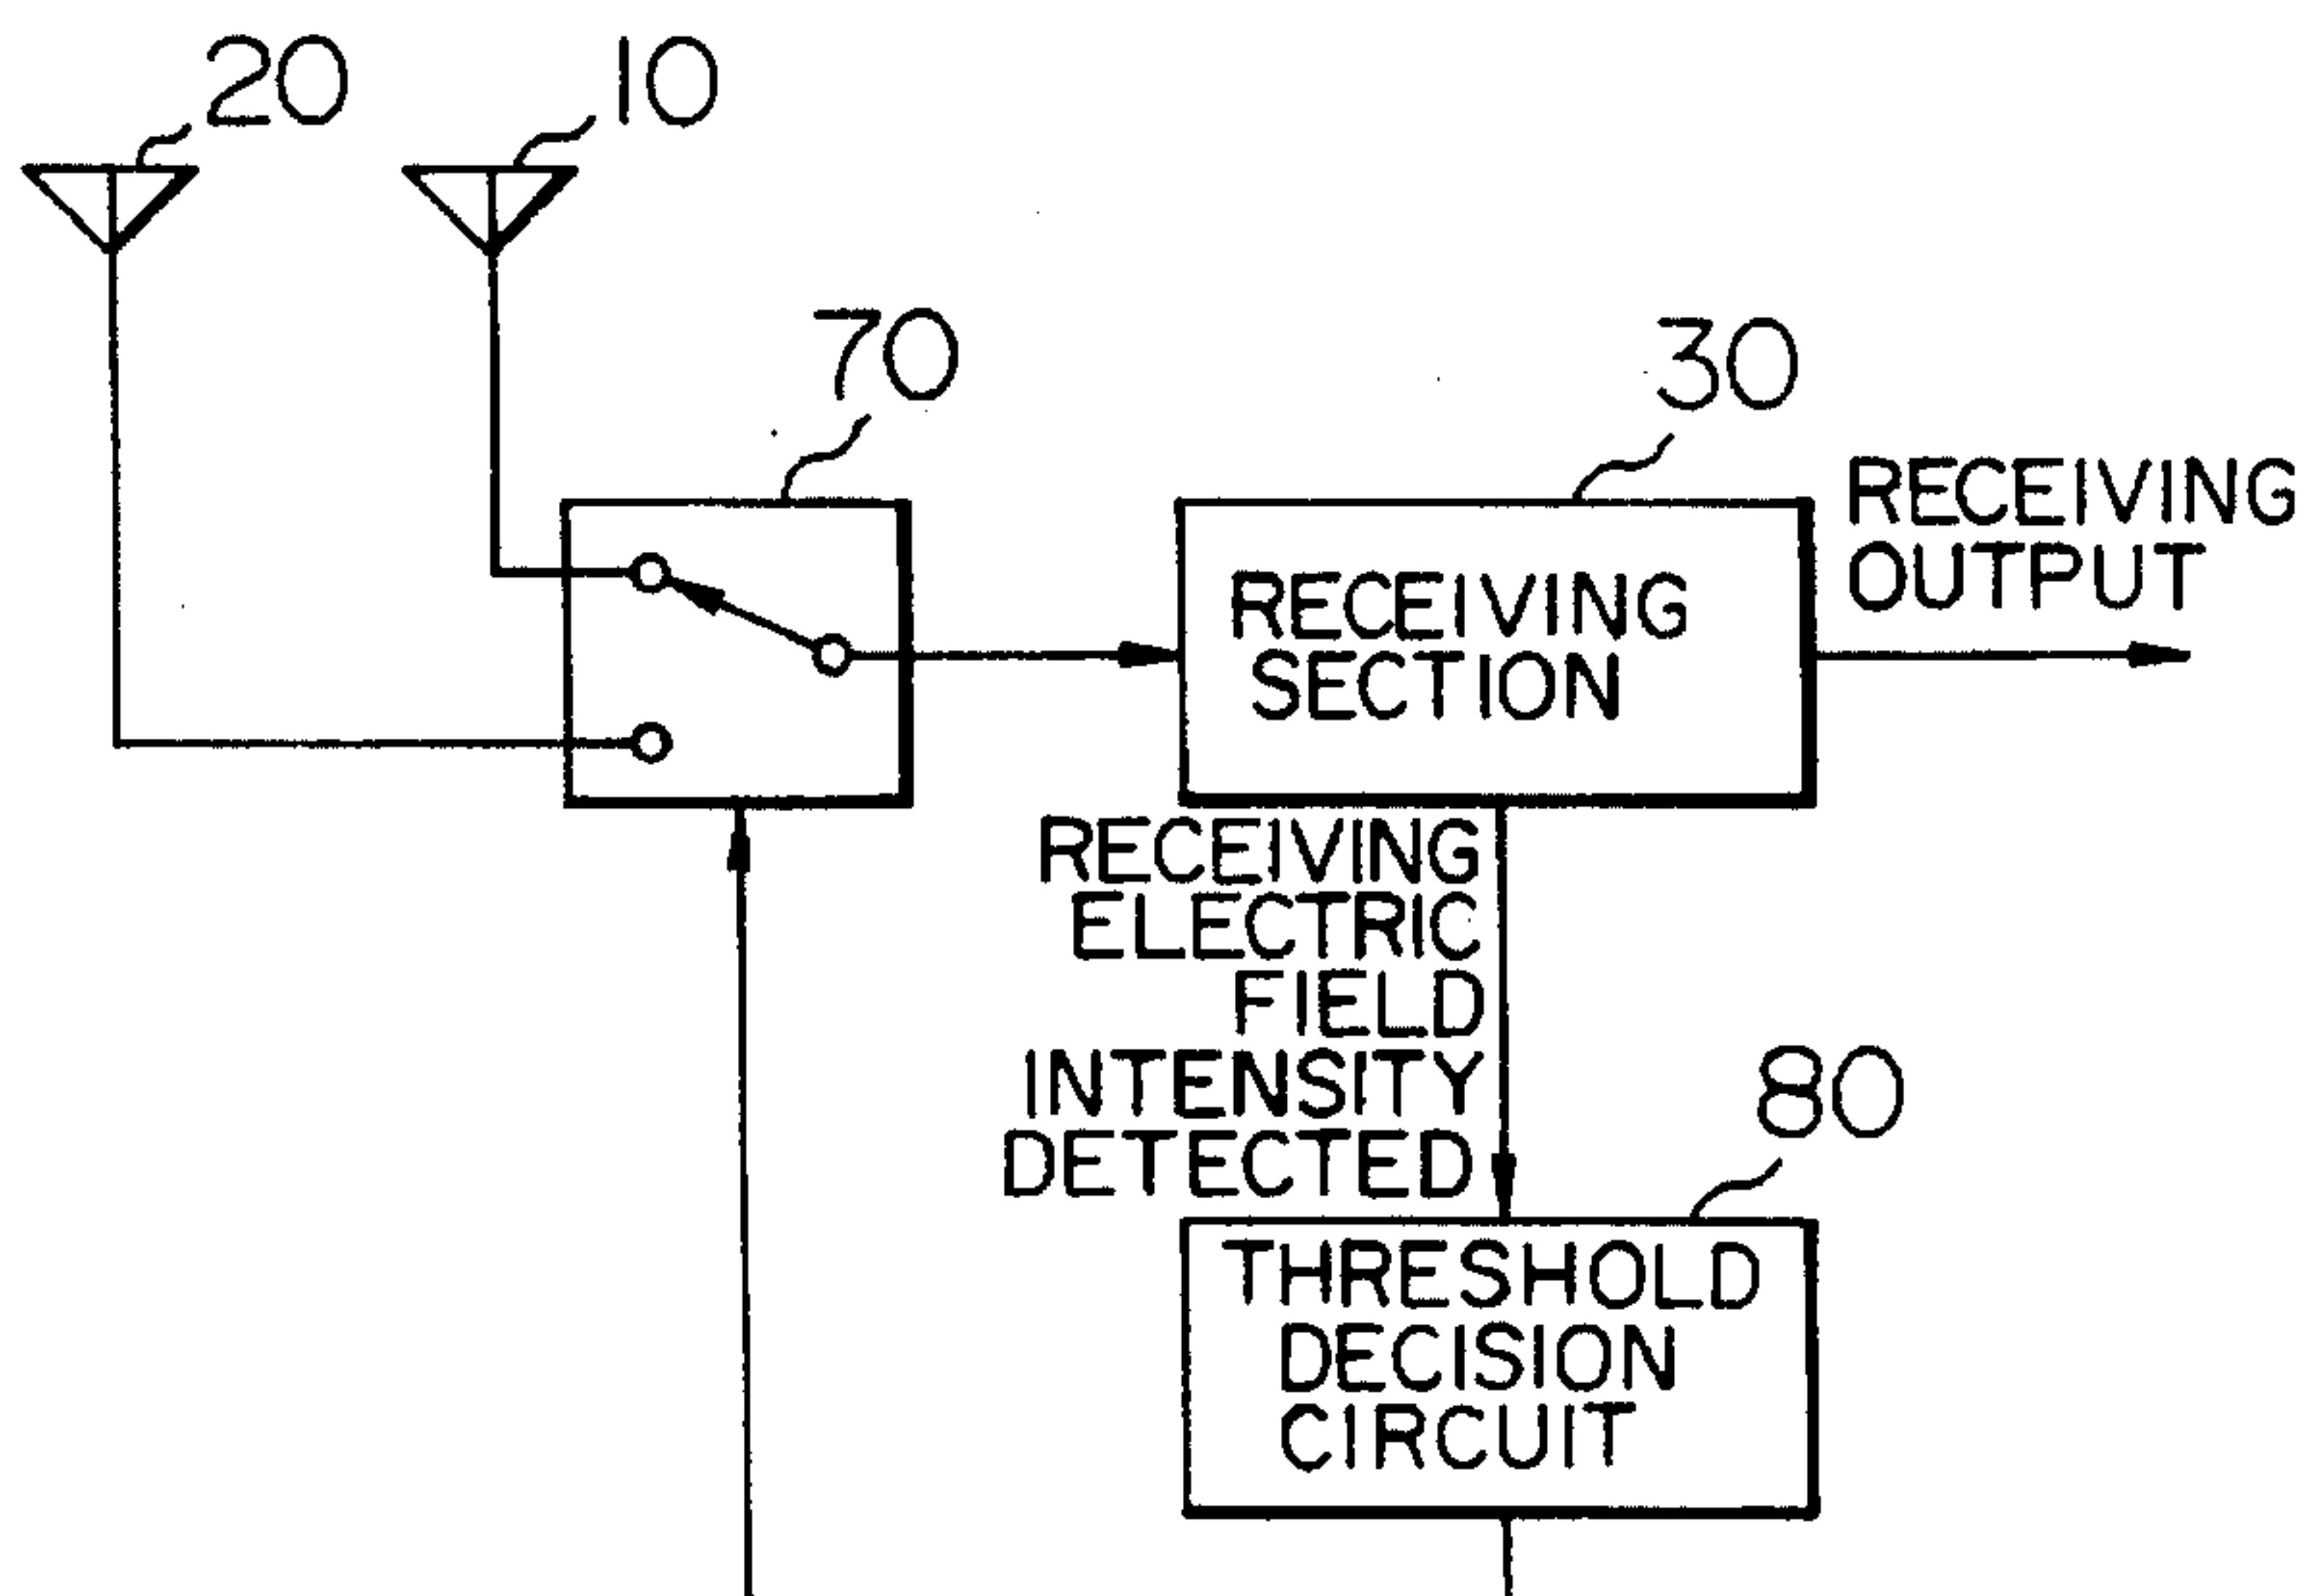 20
10
70
30
RECEIVING
OUTPUT
RECEIVING
SECTION
RECEIVING
ELECTRIC
FIELD
INTENSITY
DETECTED
80
THRESHOLD
DECISION
CIRCUIT